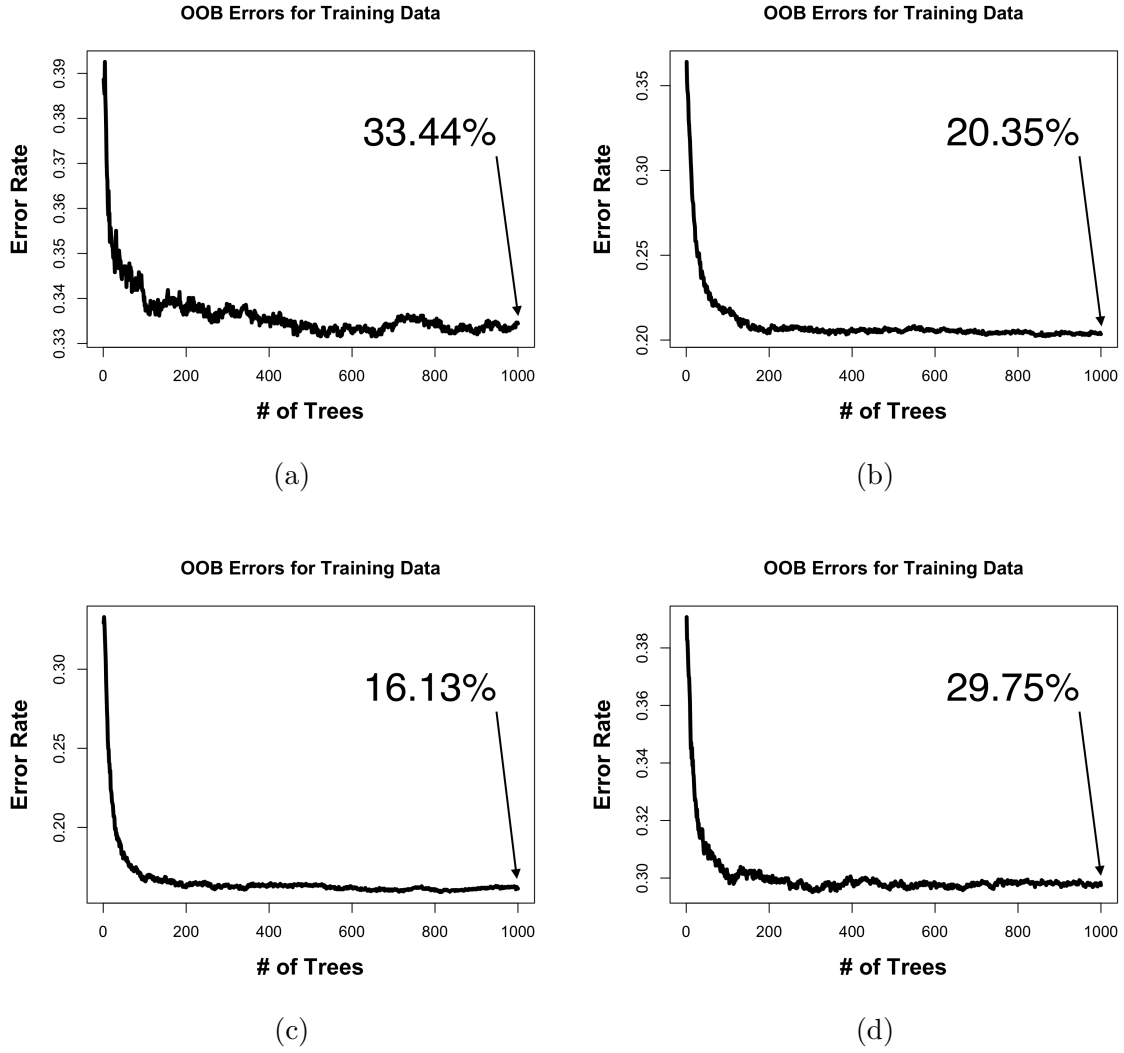 OOB Errors for Training Data
Error Rate
0.39
0.38
0.37
0.36
0.35
0.34
0.33
33.44%
0 200 400 600 800 1000
# of Trees
(a)
OOB Errors for Training Data
Error Rate
0.35
0.30
0.25
0.20
20.35%
0 200 400 600 800 1000
# of Trees
(b)
OOB Errors for Training Data
Error Rate
0.30
0.25
0.20
16.13%
0 200 400 600 800 1000
# of Trees
(c)
OOB Errors for Training Data
Error Rate
0.38
0.36
0.34
0.32
0.30
29.75%
0 200 400 600 800 1000
# of Trees
(d)